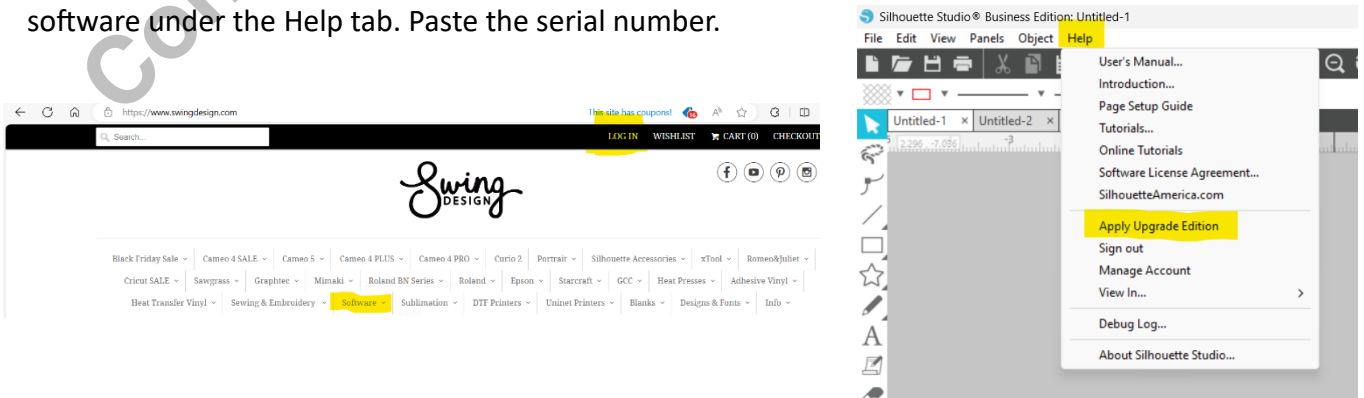 software under the Help tab. Paste the serial number.
https://www.swingdesign.com
This site has coupons!
Search...
LOG IN WISHLIST CART (0) CHECKOUT
Swing
DESIGN
Black Friday Sale Cameo 4 SALE Cameo 5 Cameo 4 PLUS Cameo 4 PRO Curio 2 Portrait Silhouette Accessories xTool Romeo&Juliet
Cricut SALE Sawgrass Graphtec Mimaki Roland BN Series Roland Epson Starcraft GCC Heat Presses Adhesive Vinyl
Heat Transfer Vinyl Sewing & Embroidery Software Sublimation DTF Printers Uninet Printers Blanks Designs & Fonts Info
Silhouette Studio® Business Edition: Untitled-1
File Edit View Panels Object Help
Untitled-1 × Untitled-2 ×
2.296 , -7.036
-3
User's Manual...
Introduction...
Page Setup Guide
Tutorials...
Online Tutorials
Software License Agreement...
SilhouetteAmerica.com
Apply Upgrade Edition
Sign out
Manage Account
View In...
Debug Log...
About Silhouette Studio...